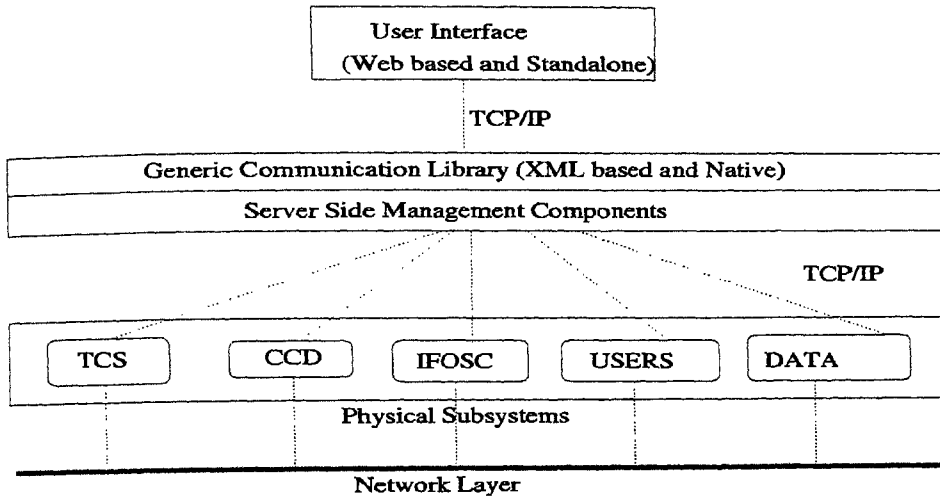 User Interface
(Web based and Standalone)
TCP/IP
Generic Communication Library (XML based and Native)
Server Side Management Components
TCP/IP
TCS
CCD
IFOSC
USERS
DATA
Physical Subsystems
Network Layer